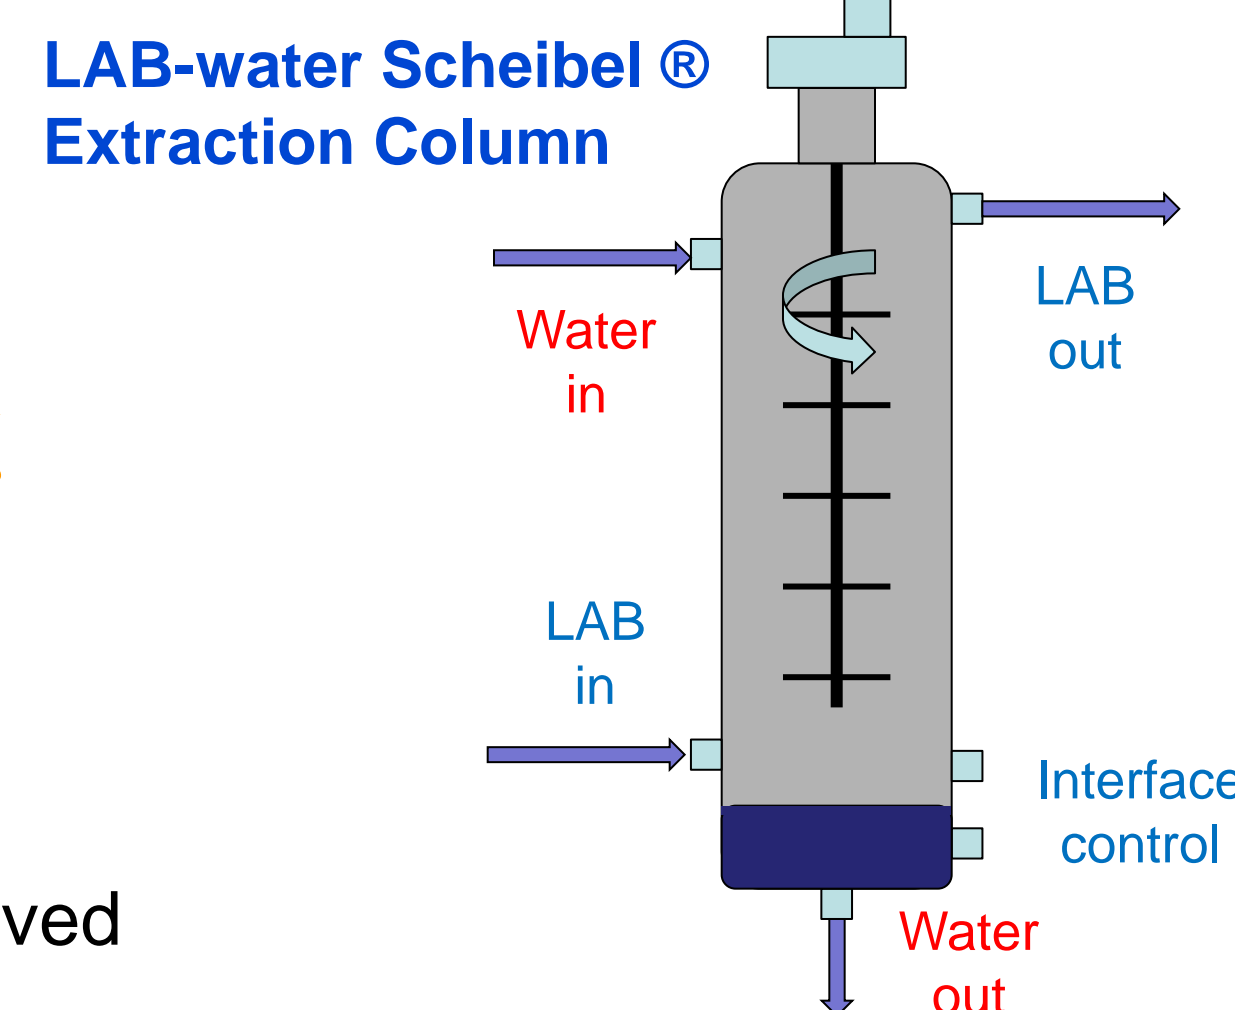 LAB-water Scheibel ®
Extraction Column
Water
in
LAB
out
LAB
in
Interface
control
ved
Water
out